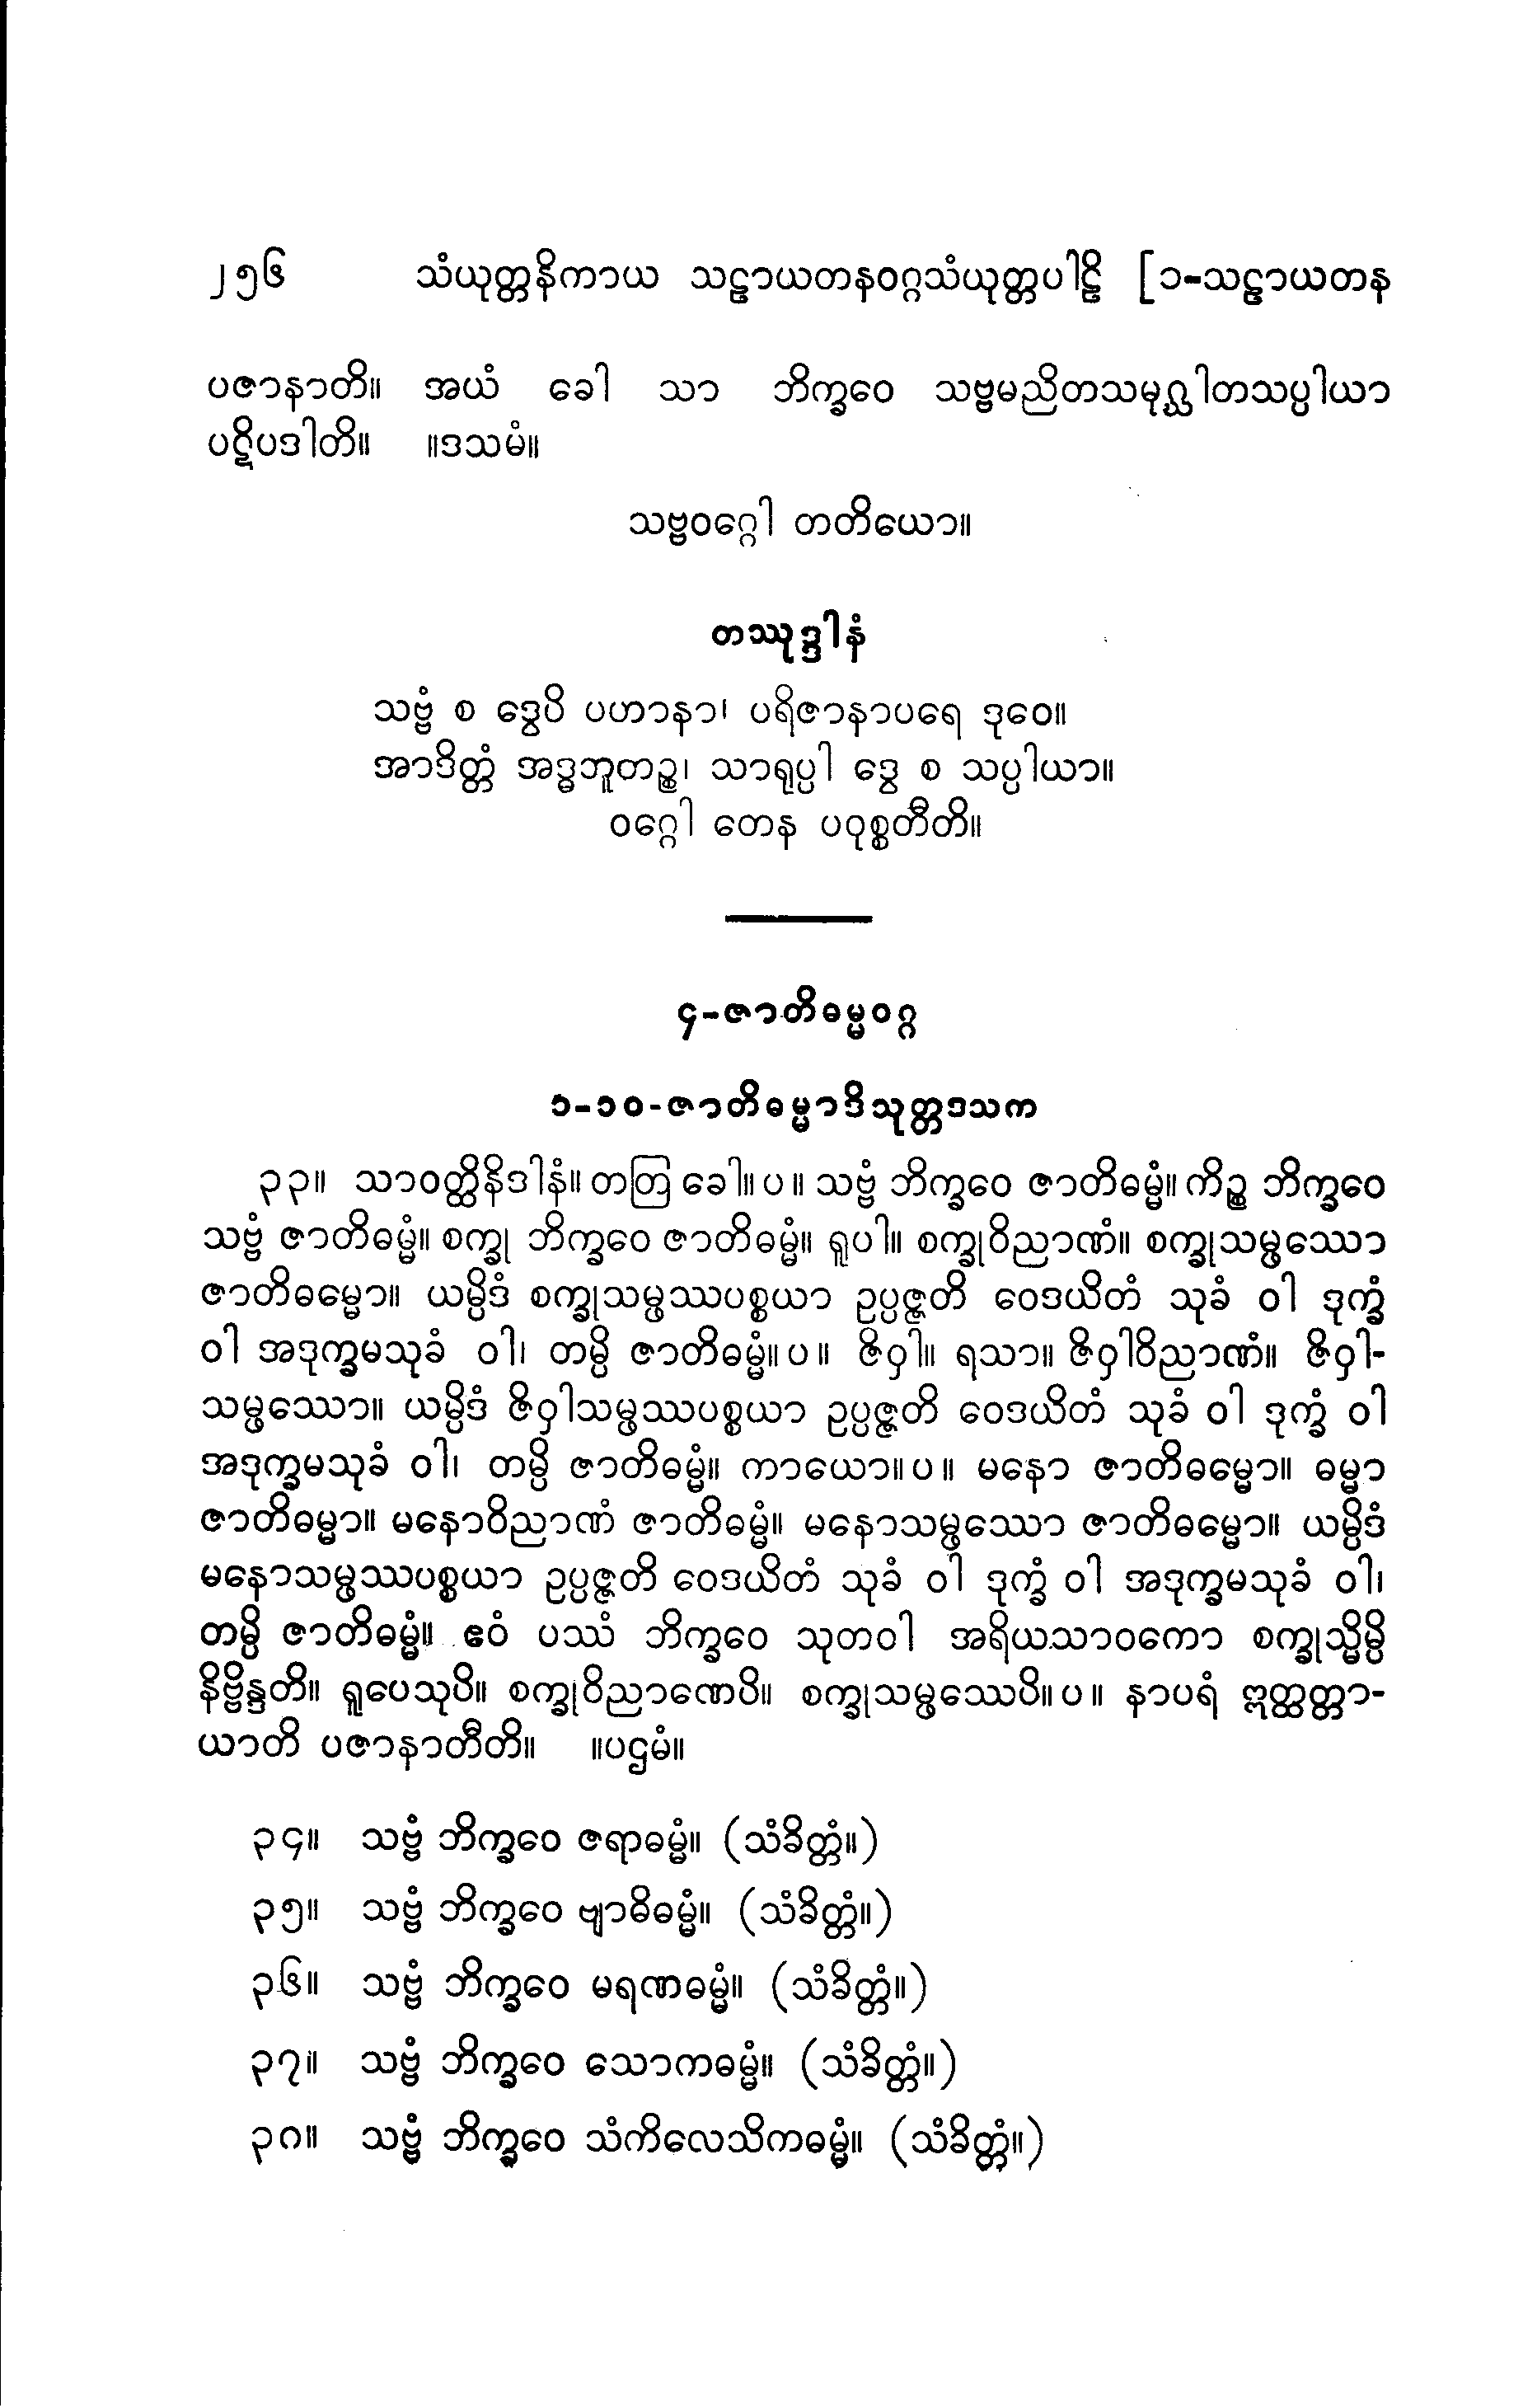 ၂၅၆ သံယုတ္တနိကာယ သဠာယတနဝဂ္ဂသံယုတ္တပါဠိ [၁-သဠာယတန
ပဇာနာတိ။ အယံ ခေါ သာ ဘိက္ခဝေ သဗ္ဗမညိတသမုဂ္ဃါတသပ္ပါယာ
ပဋိပဒါတိ။ ။ဒသမံ။
သဗ္ဗဝဂ္ဂေါ တတိယော။
တဿုဒ္ဒါနံ
သဗ္ဗံ စ ဒွေပိ ပဟာနာ၊ ပရိဇာနာပရေ ဒုဝေ။
အာဒိတ္တံ အဒ္ဓဘူတဉ္စ၊ သာရုပ္ပါ ဒွေ စ သပ္ပါယာ။
ဝဂ္ဂေါ တေန ပဝုစ္စတီတိ။
၄-ဇာတိဓမ္မဝဂ္ဂ
၁-၁၀-ဇာတိဓမ္မာဒိသုတ္တဒသက
၃၃။ သာဝတ္ထိနိဒါနံ။ တတြ ခေါ။ ပ။ သဗ္ဗံ ဘိက္ခဝေ ဇာတိဓမ္မံ။ ကိဉ္စ ဘိက္ခဝေ
သဗ္ဗံ ဇာတိဓမ္မံ။ စက္ခု ဘိက္ခဝေ ဇာတိဓမ္မံ။ ရူပါ။ စက္ခုဝိညာဏံ။ စက္ခုသမ္ဖဿော
ဇာတိဓမ္မော။ ယမ္ပိဒံ စက္ခုသမ္ဖဿပစ္စယာ ဥပ္ပဇ္ဇတိ ဝေဒယိတံ သုခံ ဝါ ဒုက္ခံ
ဝါ အဒုက္ခမသုခံ ဝါ၊ တမ္ပိ ဇာတိဓမ္မံ။ ပ။ ဇိဝှါ။ ရသာ။ ဇိဝှါဝိညာဏံ။ ဇိဝှါ-
သမ္ဖဿော။ ယမ္ပိဒံ ဇိဝှါသမ္ဖဿပစ္စယာ ဥပ္ပဇ္ဇတိ ဝေဒယိတံ သုခံ ဝါ ဒုက္ခံ ဝါ
အဒုက္ခမသုခံ ဝါ၊ တမ္ပိ ဇာတိဓမ္မံ။ ကာယော။ ပ။ မနော ဇာတိဓမ္မော။ ဓမ္မာ
ဇာတိဓမ္မာ။ မနောဝိညာဏံ ဇာတိဓမ္မံ။ မနောသမ္ဖဿော ဇာတိဓမ္မော။ ယမ္ပိဒံ
မနောသမ္ဖဿပစ္စယာ ဥပ္ပဇ္ဇတိ ဝေဒယိတံ သုခံ ဝါ ဒုက္ခံ ဝါ အဒုက္ခမသုခံ ဝါ၊
တမ္ပိ ဇာတိဓမ္မံ။ ဧဝံ ပဿံ ဘိက္ခဝေ သုတဝါ အရိယသာဝကော စက္ခုသ္မိမ္ပိ
နိဗ္ဗိန္ဒတိ။ ရူပေသုပိ။ စက္ခုဝိညာဏေပိ။ စက္ခုသမ္ဖဿေပိ။ ပ။ နာပရံ ဣတ္ထတ္တာ-
ယာတိ ပဇာနာတီတိ။ ။ပဌမံ။
၃၄။ သဗ္ဗံ ဘိက္ခဝေ ဇရာဓမ္မံ။ (သံခိတ္တံ။)
၃၅။ သဗ္ဗံ ဘိက္ခဝေ ဗျာဓိဓမ္မံ။ (သံခိတ္တံ။)
၃၆။ သဗ္ဗံ ဘိက္ခဝေ မရဏဓမ္မံ။ (သံခိတ္တံ။)
၃၇။ သဗ္ဗံ ဘိက္ခဝေ သောကဓမ္မံ။ (သံခိတ္တံ။)
၃၈။ သဗ္ဗံ ဘိက္ခဝေ သံကိလေသိကဓမ္မံ။ (သံခိတ္တံ။)